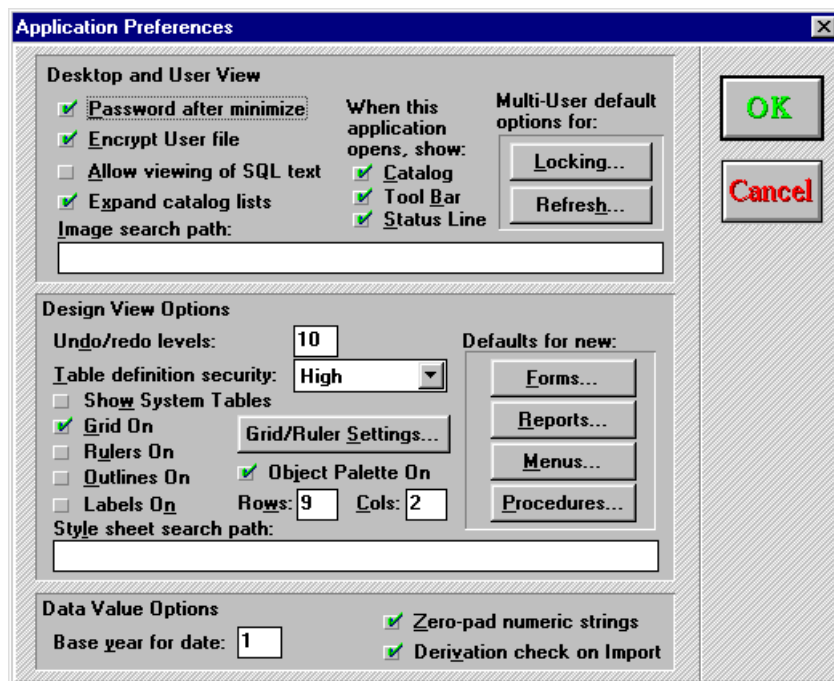 Application Preferences
Desktop and User View
Password after minimize
Encrypt User file
Allow viewing of SQL text
Expand catalog lists
When this
application
opens, show:
Catalog
Tool Bar
Status Line
Multi-User default
options for:
Locking...
Refresh...
Image search path:
OK
Cancel
Design View Options
Undo/redo levels: 10
Table definition security: High
Show System Tables
Grid On
Rulers On
Outlines On
Labels On
Grid/Ruler Settings...
Object Palette On
Rows: 9 Cols: 2
Defaults for new:
Forms...
Reports...
Menus...
Procedures...
Style sheet search path:
Data Value Options
Base year for date: 1
Zero-pad numeric strings
Derivation check on Import